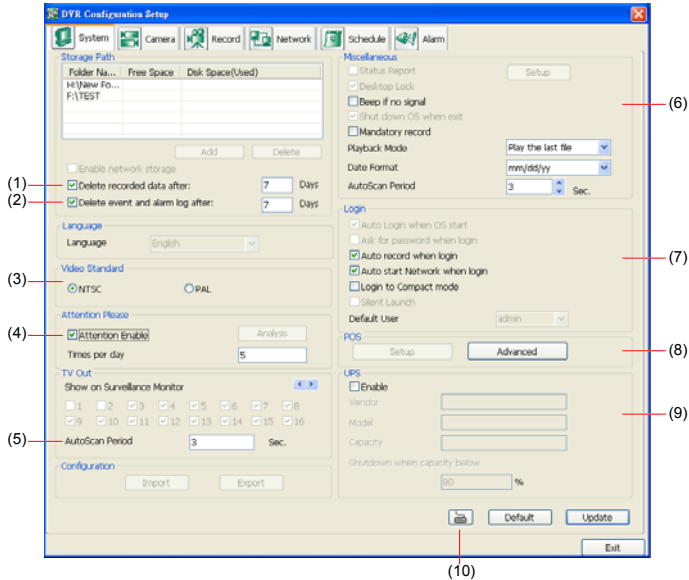 DVR Configuration Setup
System Camera Record Network Schedule Alarm
Storage Path
Folder Na... Free Space Disk Space(Used)
H:\New Fo...
F:\TEST
Add Delete
Enable network storage
(1) Delete recorded data after: 7 Days
(2) Delete event and alarm log after: 7 Days
Language
Language English
Video Standard
(3) NTSC PAL
Attention Please
(4) Attention Enable Analysis
Times per day 5
TV Out
Show on Surveillance Monitor
1 2 3 4 5 6 7 8
9 10 11 12 13 14 15 16
(5) AutoScan Period 3 Sec.
Configuration
Import Export
Miscellaneous
Status Report Setup
Desktop Lock
Beep if no signal (6)
Shut down OS when exit
Mandatory record
Playback Mode Play the last file
Date Format mm/dd/yy
AutoScan Period 3 Sec.
Login
Auto Login when OS start
Ask for password when login
Auto record when login (7)
Auto start Network when login
Login to Compact mode
Silent Launch
Default User admin
POS
Setup Advanced (8)
UPS
Enable
Vendor
(9)
Model
Capacity
Shutdown when capacity below
80 %
Default Update
Exit
(10)